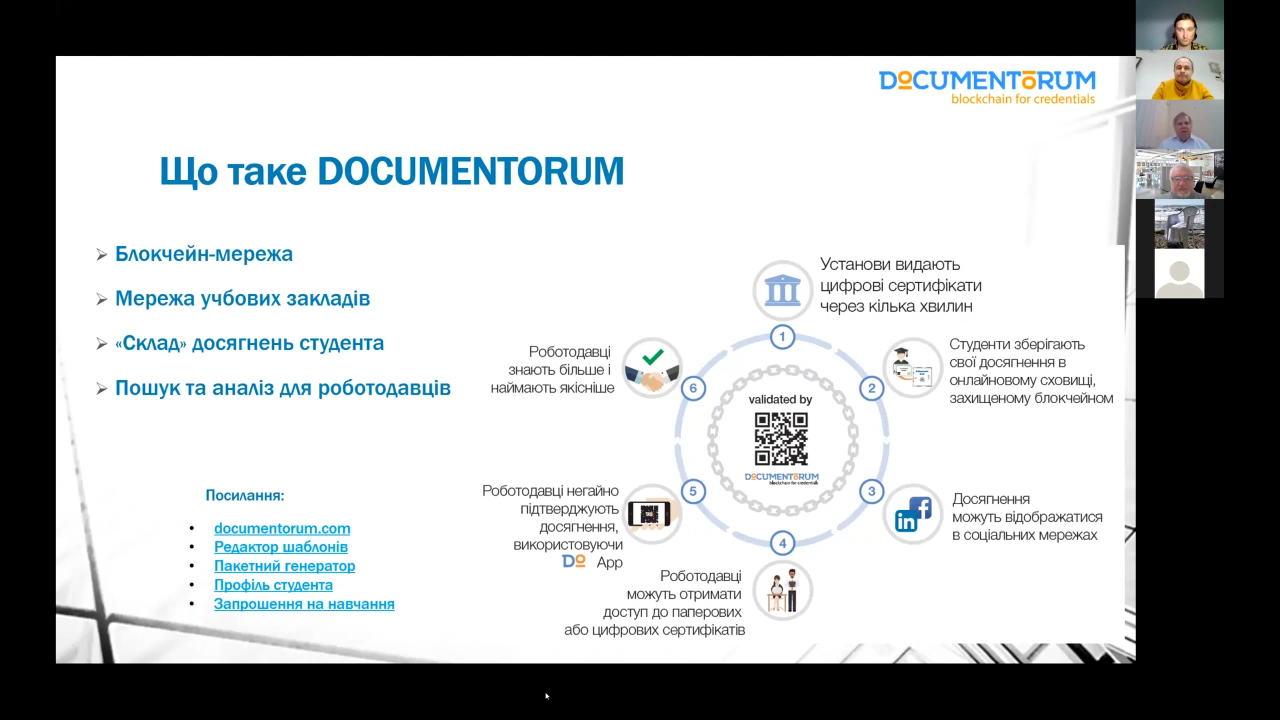 DOCUMENTORUM
blockchain for credentials
Що таке DOCUMENTORUM
Блокчейн-мережа
Мережа учбових закладів
«Склад» досягнень студента
Пошук та аналіз для роботодавців
Посилання:
documentorum.com
Редактор шаблонів
Пакетний генератор
Профіль студента
Запрошення на навчання
Установи видають
цифрові сертифікати
через кілька хвилин
1
Студенти зберігають
свої досягнення в
онлайновому сховищі,
захищеному блокчейном
2
Досягнення
можуть відображатися
в соціальних мережах
3
Роботодавці
можуть отримати
доступ до паперових
або цифрових сертифікатів
4
Роботодавці негайно
підтверджують
досягнення,
використовуючи
DO App
5
Роботодавці
знають більше і
наймають якісніше
6
validated by
DOCUMENTORUM
blockchain for credentials